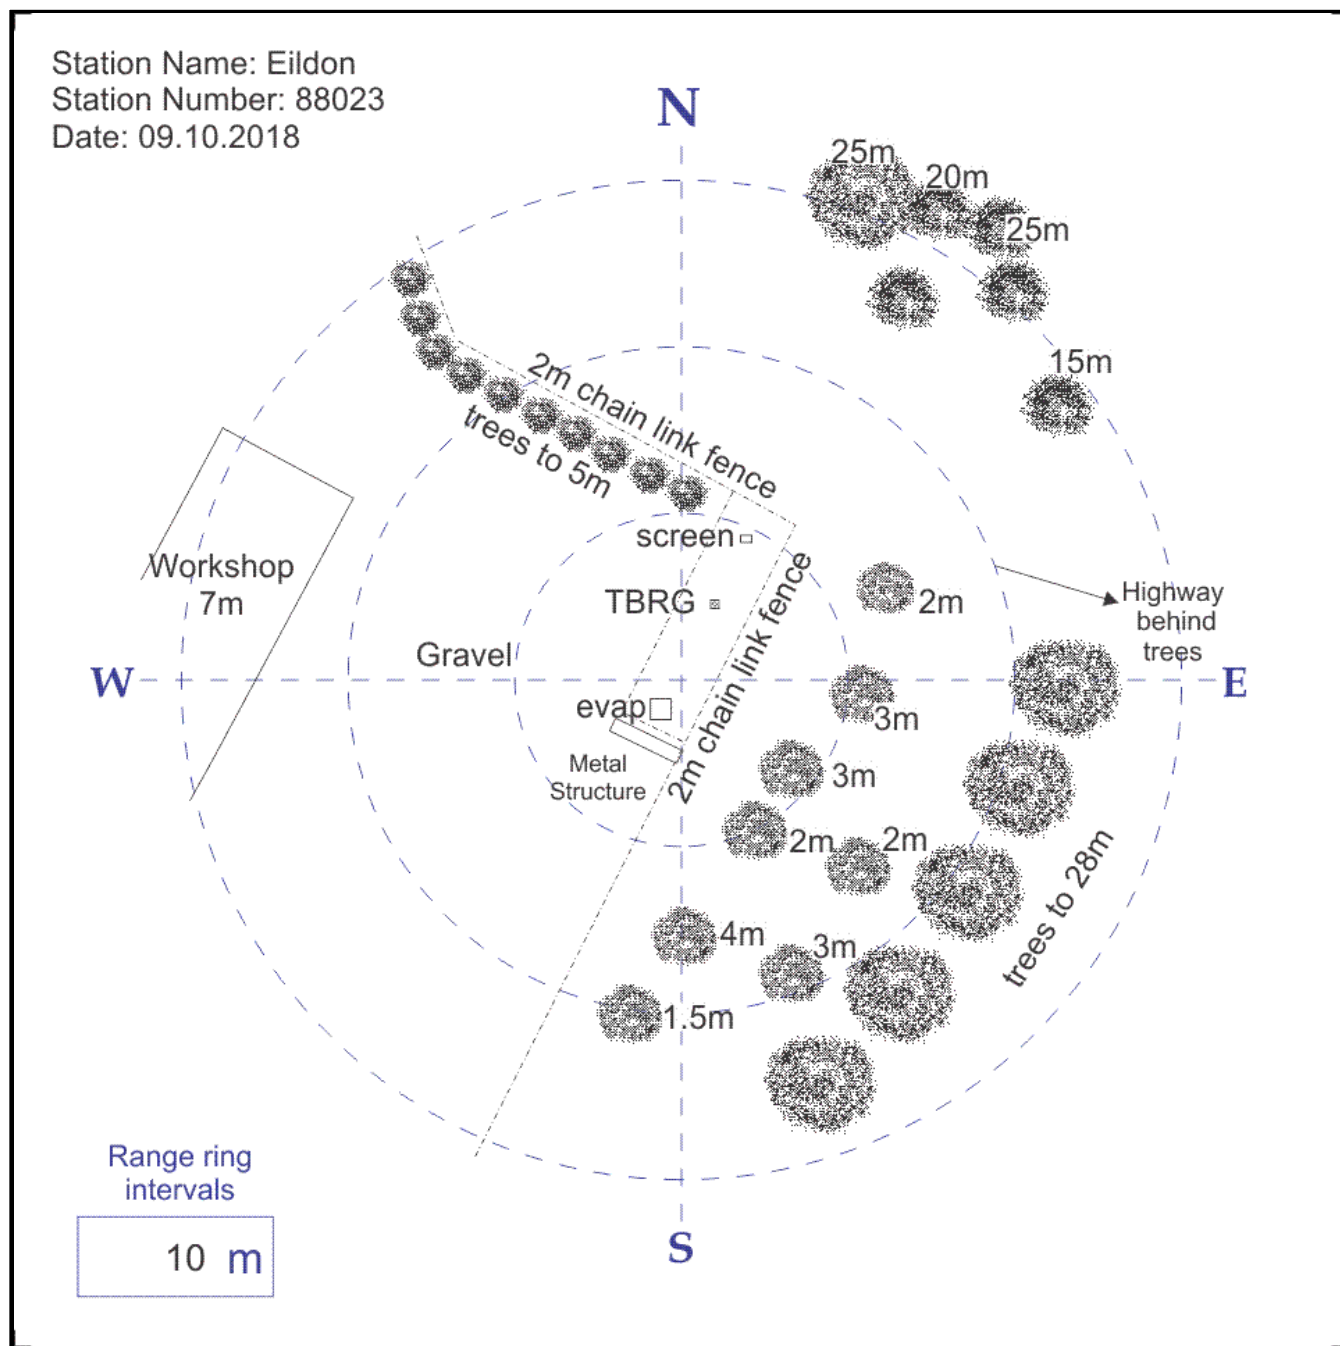 Station Name: Eildon
Station Number: 88023
Date: 09.10.2018
N
25m
20m
25m
15m
2m chain link fence
trees to 5m
screen
Workshop
7m
TBRG
2m
Highway
behind
trees
Gravel
W
E
evap
3m
2m chain link fence
Metal
Structure
3m
2m
2m
trees to 28m
4m
3m
1.5m
Range ring
intervals
10 m
S